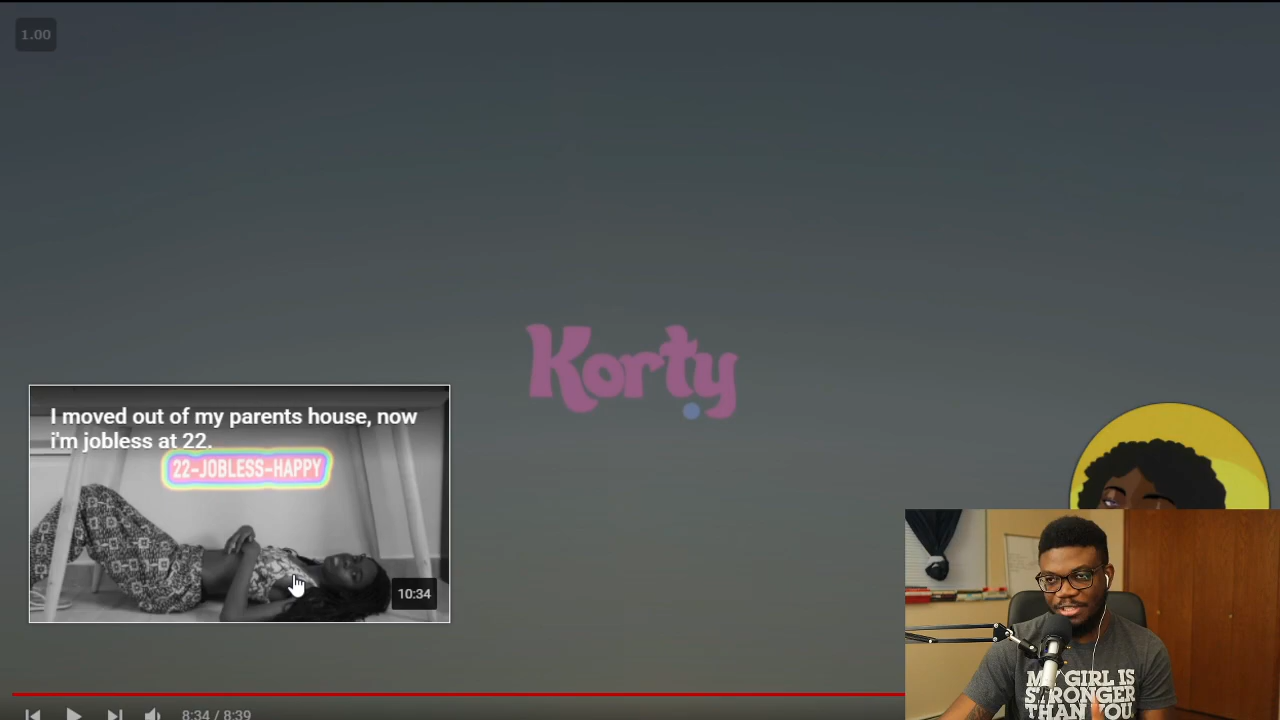 1.00
Korty
I moved out of my parents house, now
i'm jobless at 22.
22-JOBLESS-HAPPY
10:34
8:34 / 8:39
MY GIRL IS
STRONGER
THAN YOU